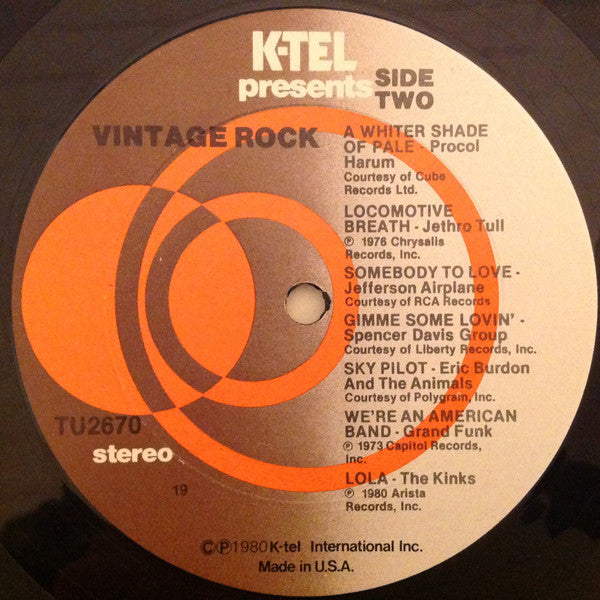 K-TEL
presents
SIDE
TWO
VINTAGE ROCK
A WHITER SHADE
OF PALE - Procol
Harum
Courtesy of Cube
Records Ltd.
LOCOMOTIVE
BREATH - Jethro Tull
℗ 1976 Chrysalis
Records, Inc.
SOMEBODY TO LOVE -
Jefferson Airplane
Courtesy of RCA Records
GIMME SOME LOVIN' -
Spencer Davis Group
Courtesy of Liberty Records, Inc.
SKY PILOT - Eric Burdon
And The Animals
Courtesy of Polygram, Inc.
WE'RE AN AMERICAN
BAND - Grand Funk
℗ 1973 Capitol Records,
Inc.
LOLA - The Kinks
℗ 1980 Arista
Records, Inc.
TU2670
stereo
19
©℗1980 K-tel International Inc.
Made in U.S.A.